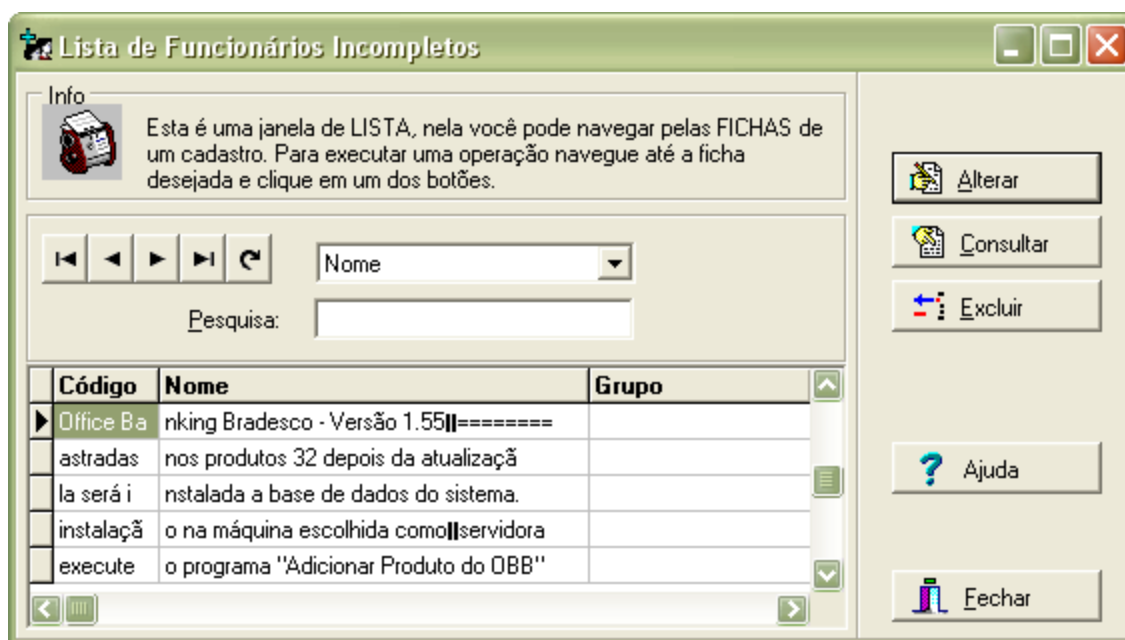 Lista de Funcionários Incompletos
Info
Esta é uma janela de LISTA, nela você pode navegar pelas FICHAS de
um cadastro. Para executar uma operação navegue até a ficha
desejada e clique em um dos botões.
Alterar
Consultar
Excluir
Nome
Pesquisa:
Código Nome Grupo
Office Ba nking Bradesco - Versão 1.55||========
astradas nos produtos 32 depois da atualizaçã
la será i nstalada a base de dados do sistema.
instalaçã o na máquina escolhida como||servidora
execute o programa "Adicionar Produto do OBB"
Ajuda
Fechar